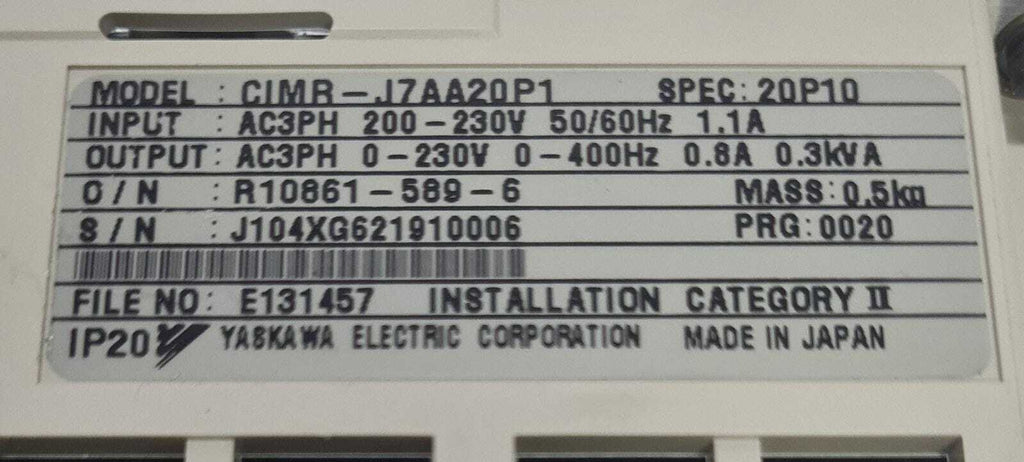 MODEL : CIMR-J7AA20P1 SPEC: 20P10
INPUT : AC3PH 200-230V 50/60Hz 1.1A
OUTPUT: AC3PH 0-230V 0-400Hz 0.8A 0.3kVA
O/N : R10861-589-6 MASS: 0.5kg
S/N : J104XG621910006 PRG: 0020
FILE NO: E131457 INSTALLATION CATEGORY II
IP20 YASKAWA ELECTRIC CORPORATION MADE IN JAPAN